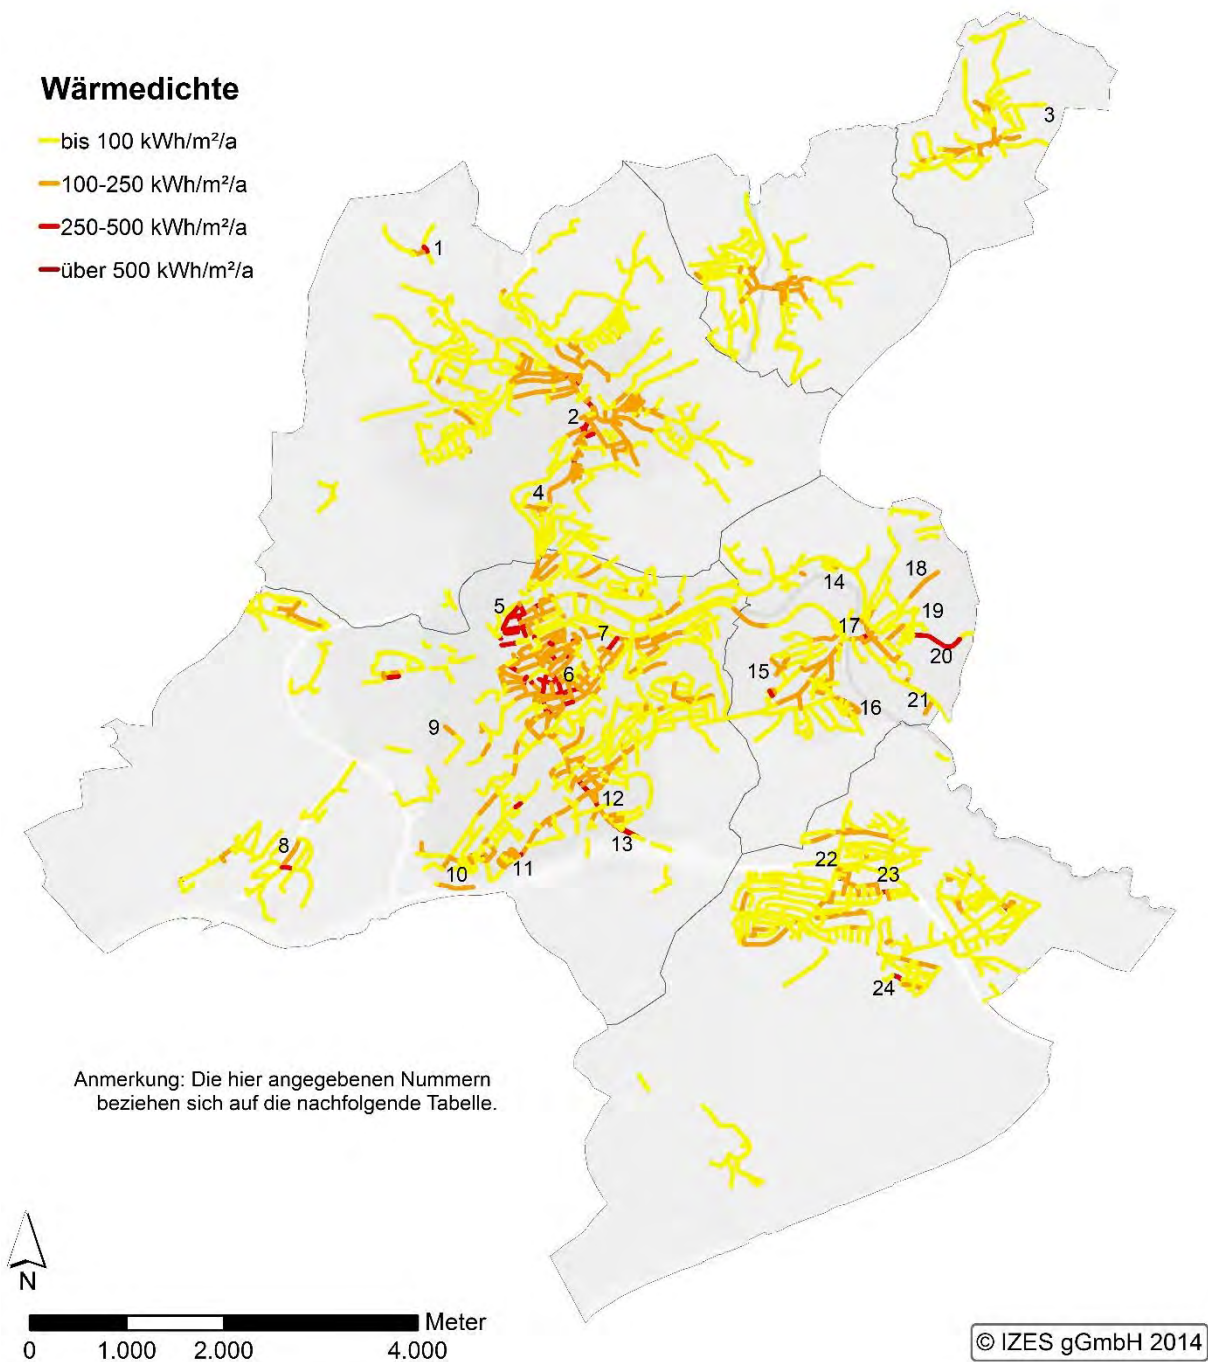 Wärmedichte
bis 100 kWh/m²/a
100-250 kWh/m²/a
250-500 kWh/m²/a
über 500 kWh/m²/a
3
1
2
4
14
18
5
19
7
17
20
6
15
16
21
9
12
13
8
22
10
11
23
24
Anmerkung: Die hier angegebenen Nummern
beziehen sich auf die nachfolgende Tabelle.
N
Meter
0 1.000 2.000 4.000
© IZES gGmbH 2014